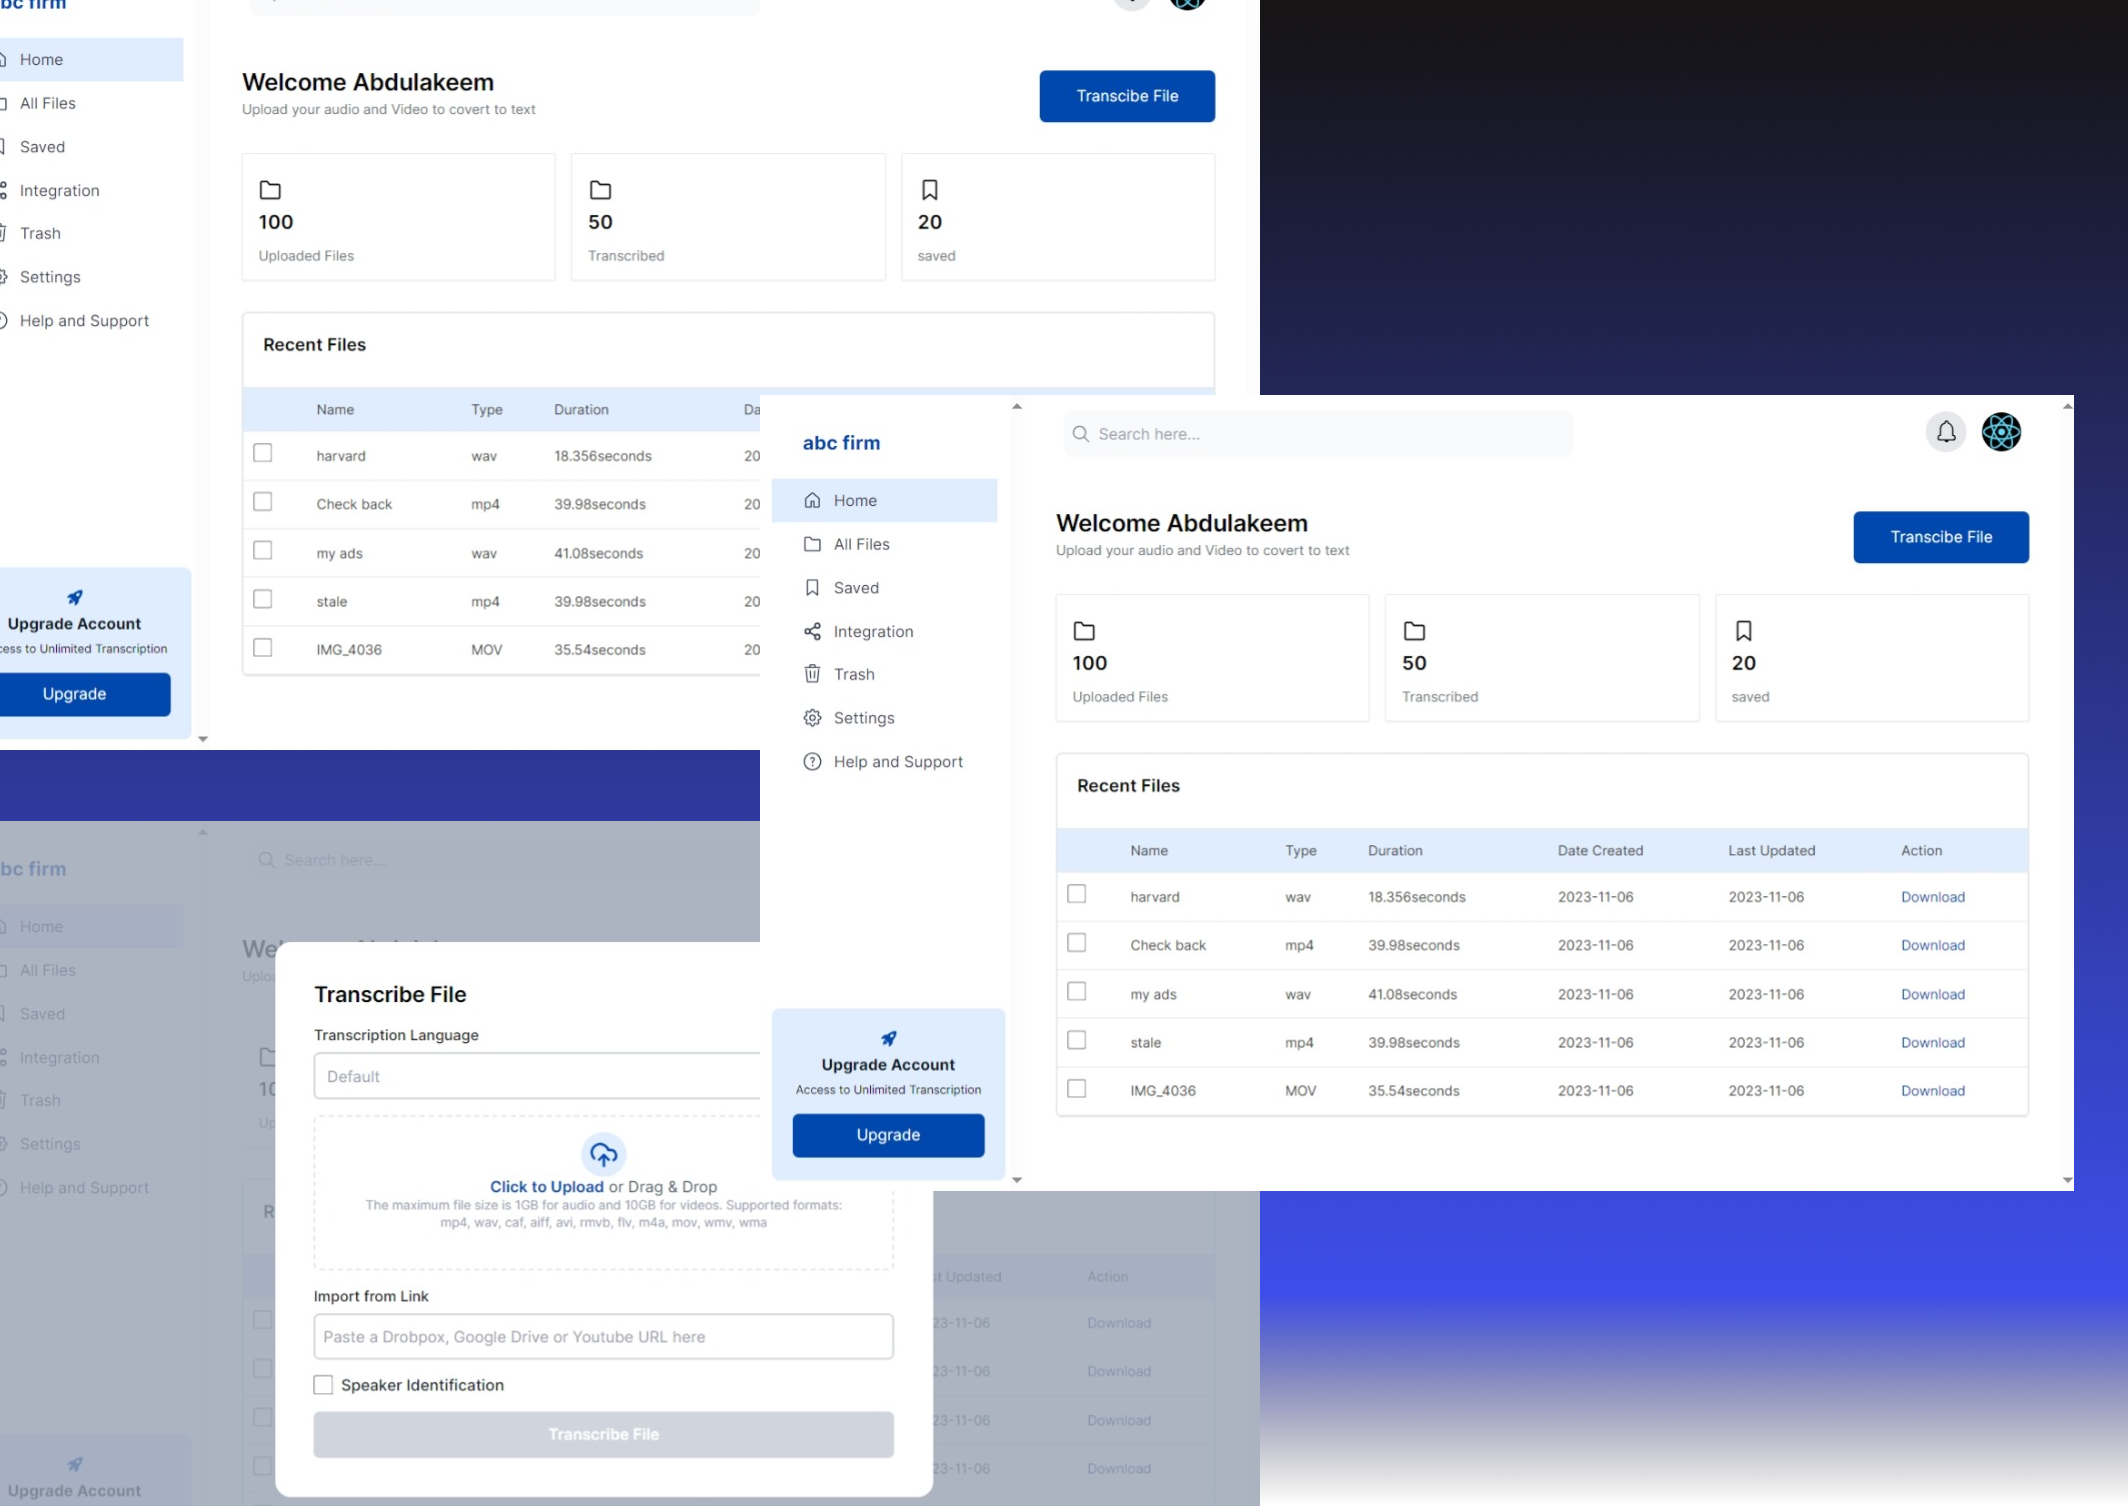 bc firm
Home
All Files
Saved
Integration
Trash
Settings
Help and Support
Upgrade Account
cess to Unlimited Transcription
Upgrade
Welcome Abdulakeem
Upload your audio and Video to covert to text
Transcibe File
100
Uploaded Files
50
Transcribed
20
saved
Recent Files
Name Type Duration Da
harvard wav 18.356seconds 20
Check back mp4 39.98seconds 20
my ads wav 41.08seconds 20
stale mp4 39.98seconds 20
IMG_4036 MOV 35.54seconds 20
abc firm
Home
All Files
Saved
Integration
Trash
Settings
Help and Support
Upgrade Account
Access to Unlimited Transcription
Upgrade
Search here...
Welcome Abdulakeem
Upload your audio and Video to covert to text
Transcibe File
100
Uploaded Files
50
Transcribed
20
saved
Recent Files
Name Type Duration Date Created Last Updated Action
harvard wav 18.356seconds 2023-11-06 2023-11-06 Download
Check back mp4 39.98seconds 2023-11-06 2023-11-06 Download
my ads wav 41.08seconds 2023-11-06 2023-11-06 Download
stale mp4 39.98seconds 2023-11-06 2023-11-06 Download
IMG_4036 MOV 35.54seconds 2023-11-06 2023-11-06 Download
bc firm
Home
All Files
Saved
Integration
Trash
Settings
Help and Support
Upgrade Account
Search here...
We
Uploa
10
Up
R
Transcribe File
Transcription Language
Default
Click to Upload or Drag & Drop
The maximum file size is 1GB for audio and 10GB for videos. Supported formats:
mp4, wav, caf, aiff, avi, rmvb, flv, m4a, mov, wmv, wma
Import from Link
Paste a Drobpox, Google Drive or Youtube URL here
Speaker Identification
Transcribe File
st Updated Action
23-11-06 Download
23-11-06 Download
23-11-06 Download
23-11-06 Download